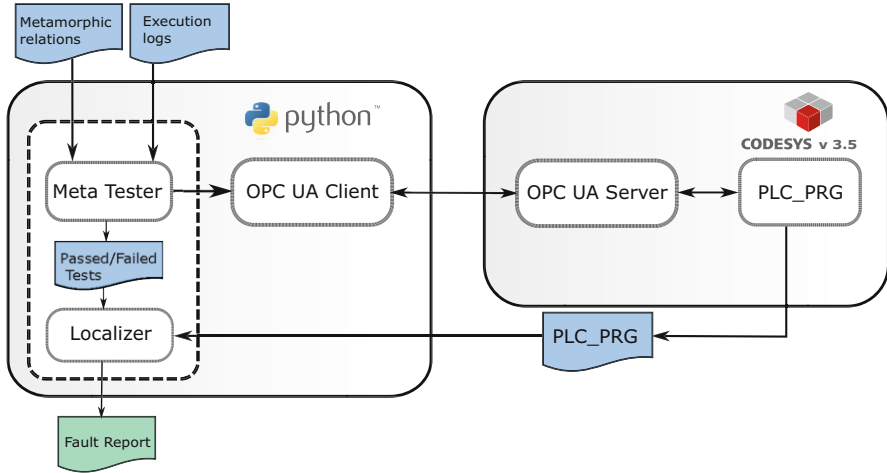 Metamorphic
relations
Execution
logs
python™
CODESYS v 3.5
Meta Tester
OPC UA Client
OPC UA Server
PLC_PRG
Passed/Failed
Tests
Localizer
PLC_PRG
Fault Report